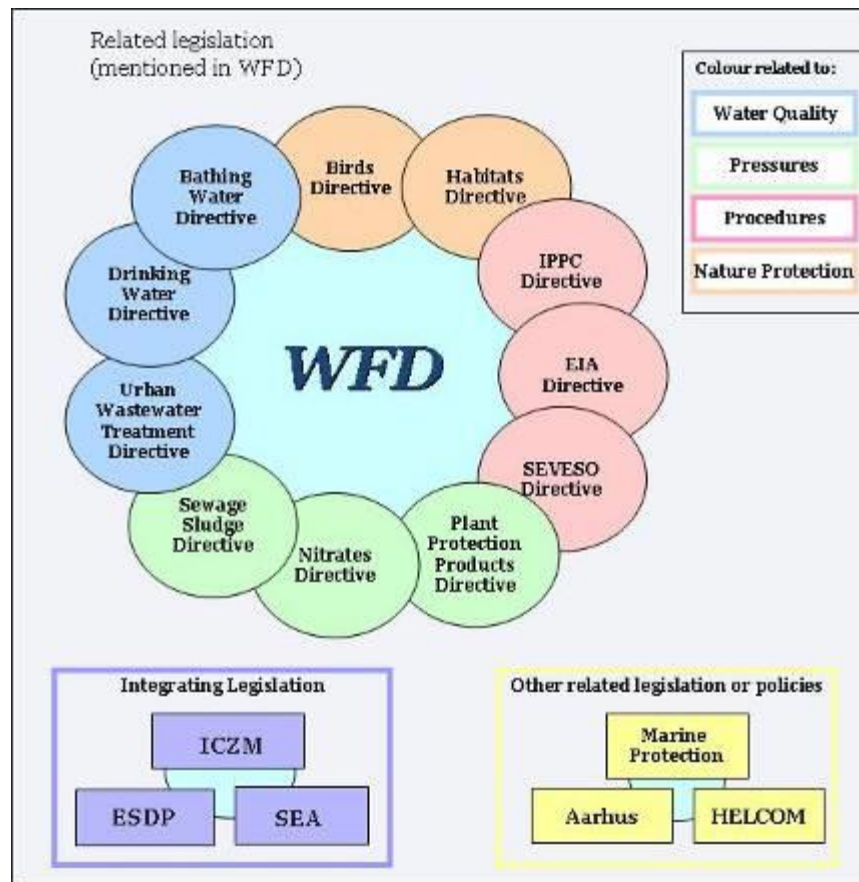 Related legislation
(mentioned in WFD)
Colour related to:
Water Quality
Pressures
Procedures
Nature Protection
Birds
Directive
Habitats
Directive
IPPC
Directive
EIA
Directive
SEVESO
Directive
Plant
Protection
Products
Directive
Nitrates
Directive
Sewage
Sludge
Directive
Urban
Wastewater
Treatment
Directive
Drinking
Water
Directive
Bathing
Water
Directive
WFD
Integrating Legislation
ICZM
ESDP
SEA
Other related legislation or policies
Marine
Protection
Aarhus
HELCOM